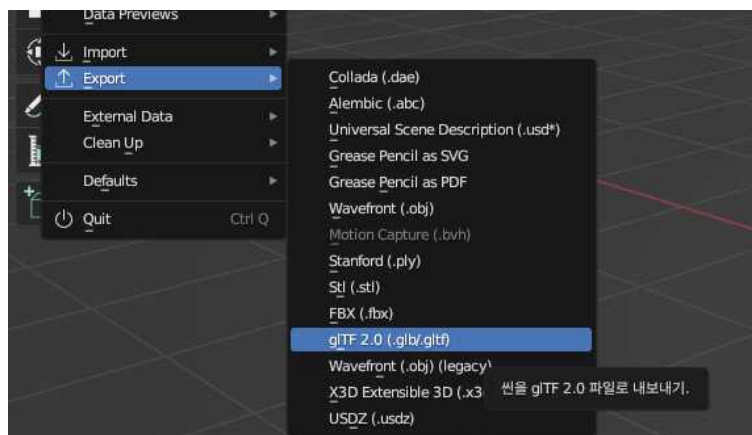 Data Previews
Import
Export
External Data
Clean Up
Defaults
Quit Ctrl Q
Collada (.dae)
Alembic (.abc)
Universal Scene Description (.usd*)
Grease Pencil as SVG
Grease Pencil as PDF
Wavefront (.obj)
Motion Capture (.bvh)
Stanford (.ply)
Stl (.stl)
FBX (.fbx)
glTF 2.0 (.glb/.gltf)
Wavefront (.obj) (legacy)
X3D Extensible 3D (.x3
USDZ (.usdz)
씬을 glTF 2.0 파일로 내보내기.